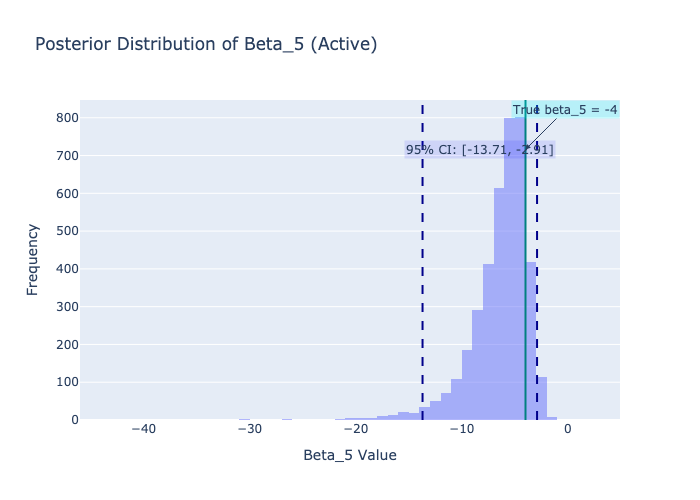 Posterior Distribution of Beta_5 (Active)
True beta_5 = -4
95% CI: [-13.71, -2.91]
800
700
600
500
400
300
200
100
0
Frequency
−40
−30
−20
−10
0
Beta_5 Value